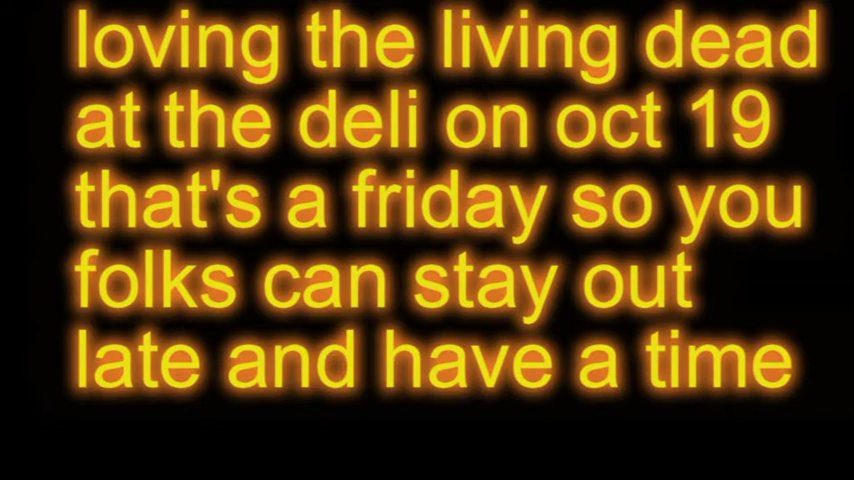 loving the living dead
at the deli on oct 19
that's a friday so you
folks can stay out
late and have a time